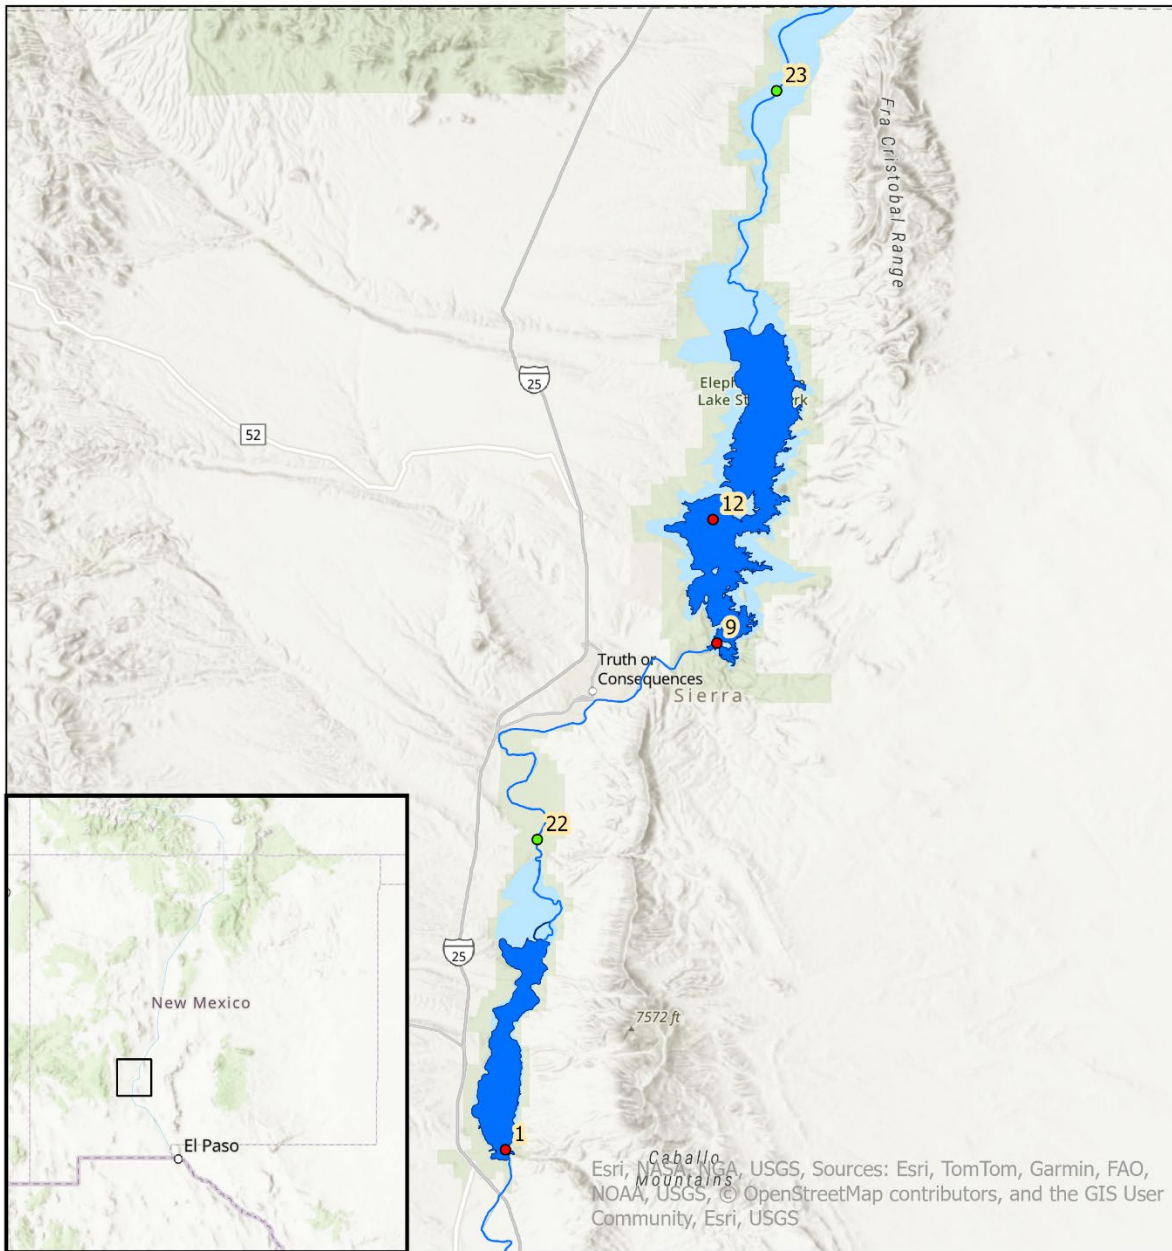 23
Fra Cristobal Range
25
Lake St
rk
52
12
9
Truth or
Consequences
Sierra
22
25
New Mexico
7572 ft
1
El Paso
Caballo
Mountains
Esri, NASA, NGA, USGS, Sources: Esri, TomTom, Garmin, FAO,
NOAA, USGS, © OpenStreetMap contributors, and the GIS User
Community, Esri, USGS